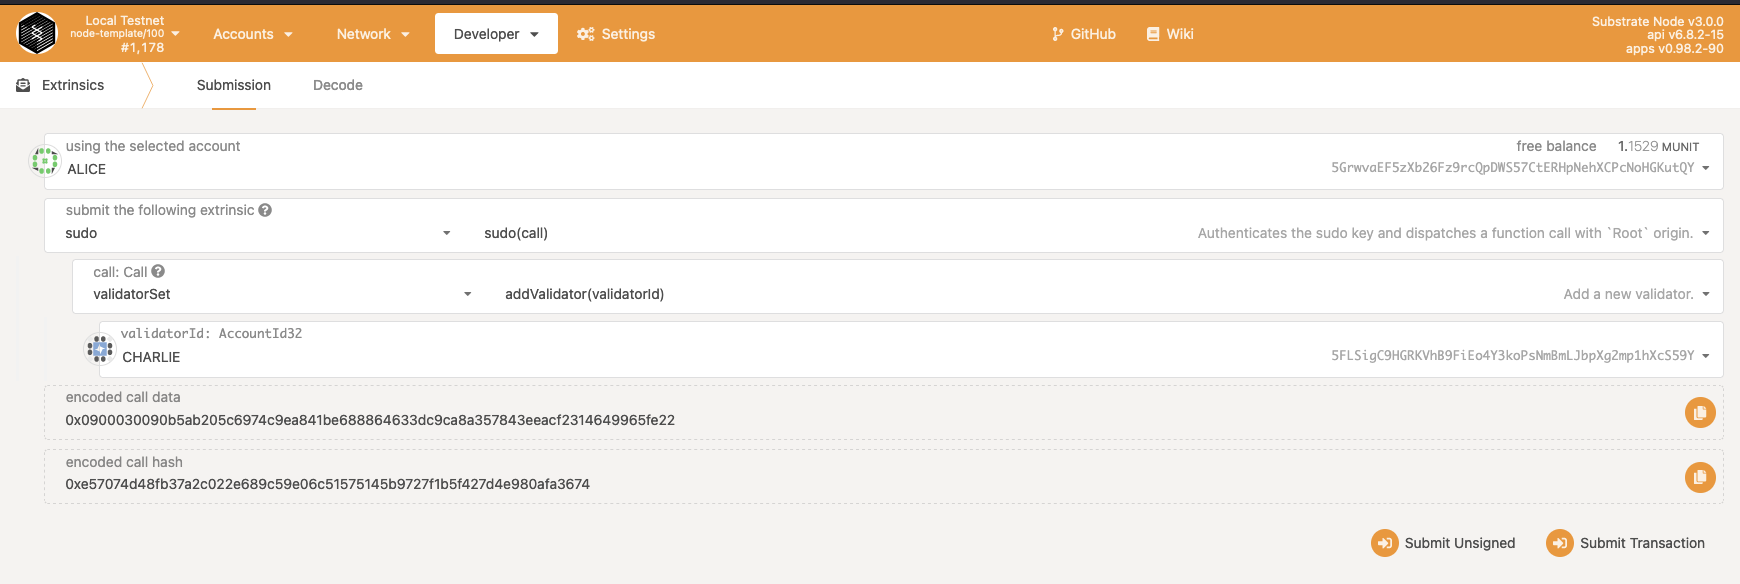 Local Testnet
node-template/100
#1,178
Accounts
Network
Developer
Settings
GitHub
Wiki
Substrate Node v3.0.0
api v6.8.2-15
apps v0.98.2-90
Extrinsics
Submission
Decode
using the selected account
free balance 1.1529 MUNIT
ALICE
5GrwvaEF5zXb26Fz9rcQpDWS57CtERHpNehXCPcNoHGKutQY
submit the following extrinsic ?
sudo
sudo(call)
Authenticates the sudo key and dispatches a function call with `Root` origin.
call: Call ?
validatorSet
addValidator(validatorId)
Add a new validator.
validatorId: AccountId32
CHARLIE
5FLSigC9HGRKVhB9FiEo4Y3koPsNmBmLJbpXg2mp1hXcS59Y
encoded call data
0x0900030090b5ab205c6974c9ea841be688864633dc9ca8a357843eeacf2314649965fe22
encoded call hash
0xe57074d48fb37a2c022e689c59e06c51575145b9727f1b5f427d4e980afa3674
Submit Unsigned
Submit Transaction